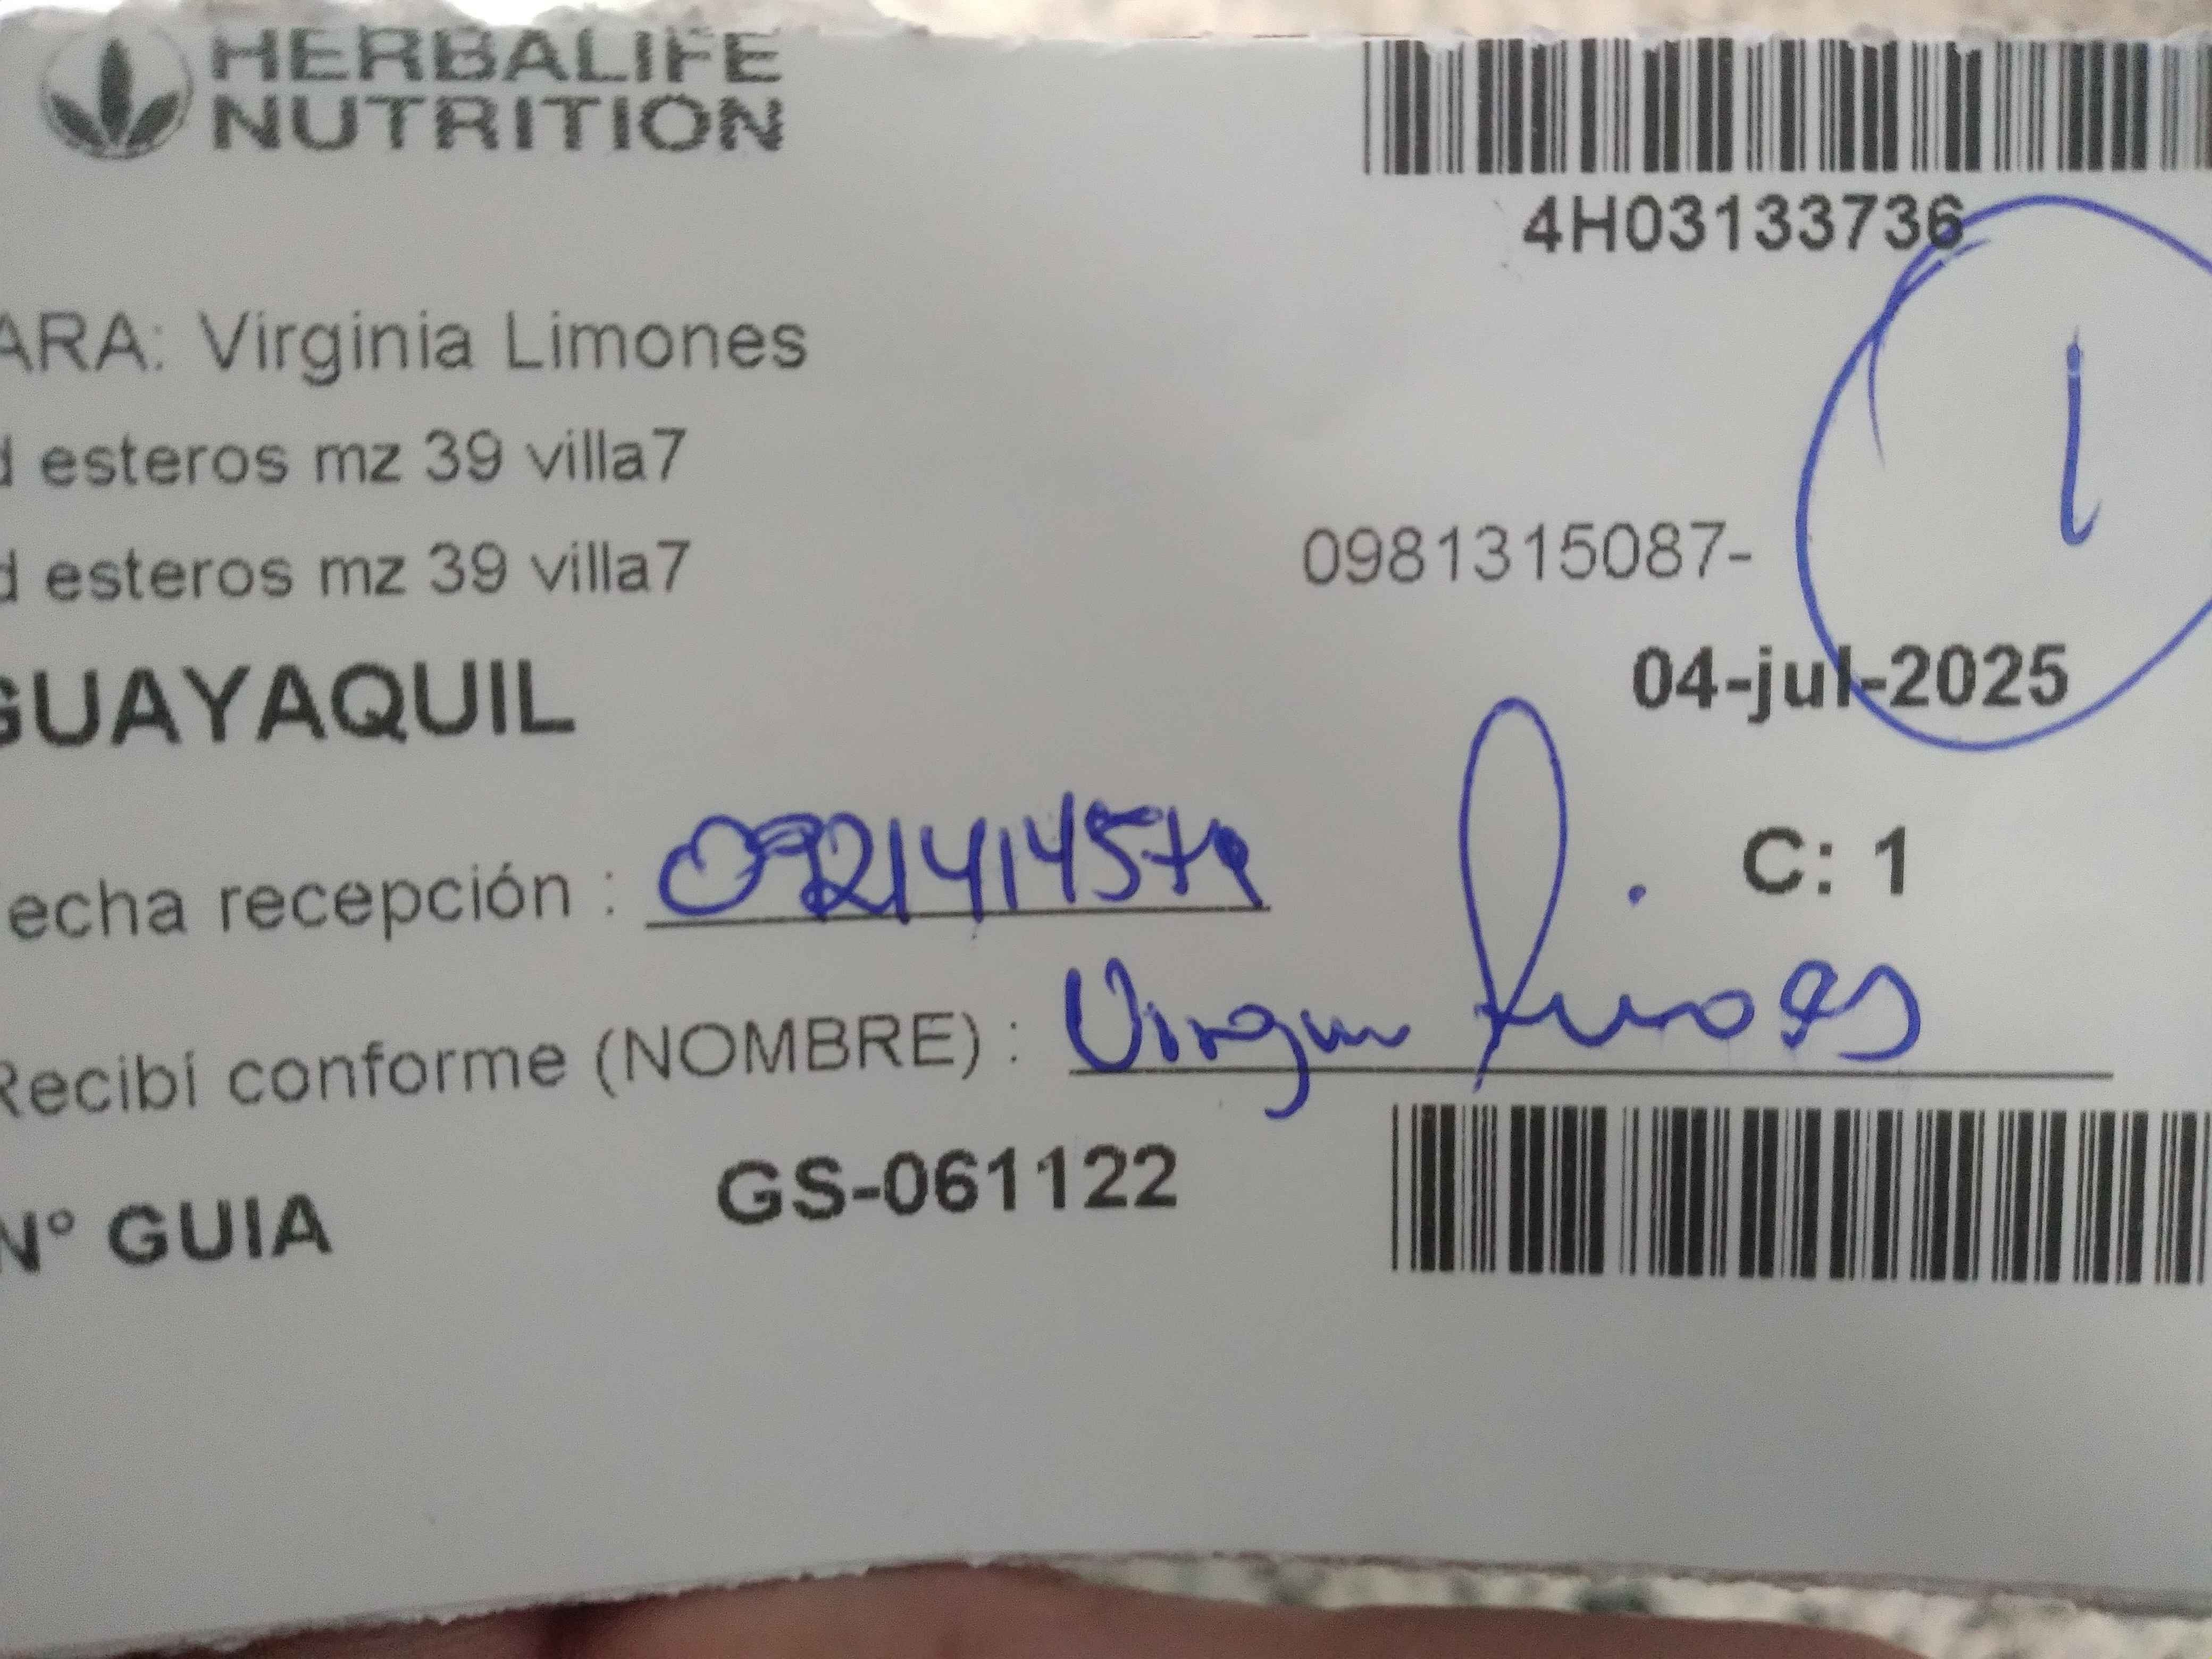 HERBALIFE
NUTRITION
4H03133736
ARA: Virginia Limones
1
d esteros mz 39 villa7
d esteros mz 39 villa7
0981315087-
GUAYAQUIL
04-jul-2025
C: 1
echa recepción :
Recibí conforme (NOMBRE) :
N° GUIA
GS-061122